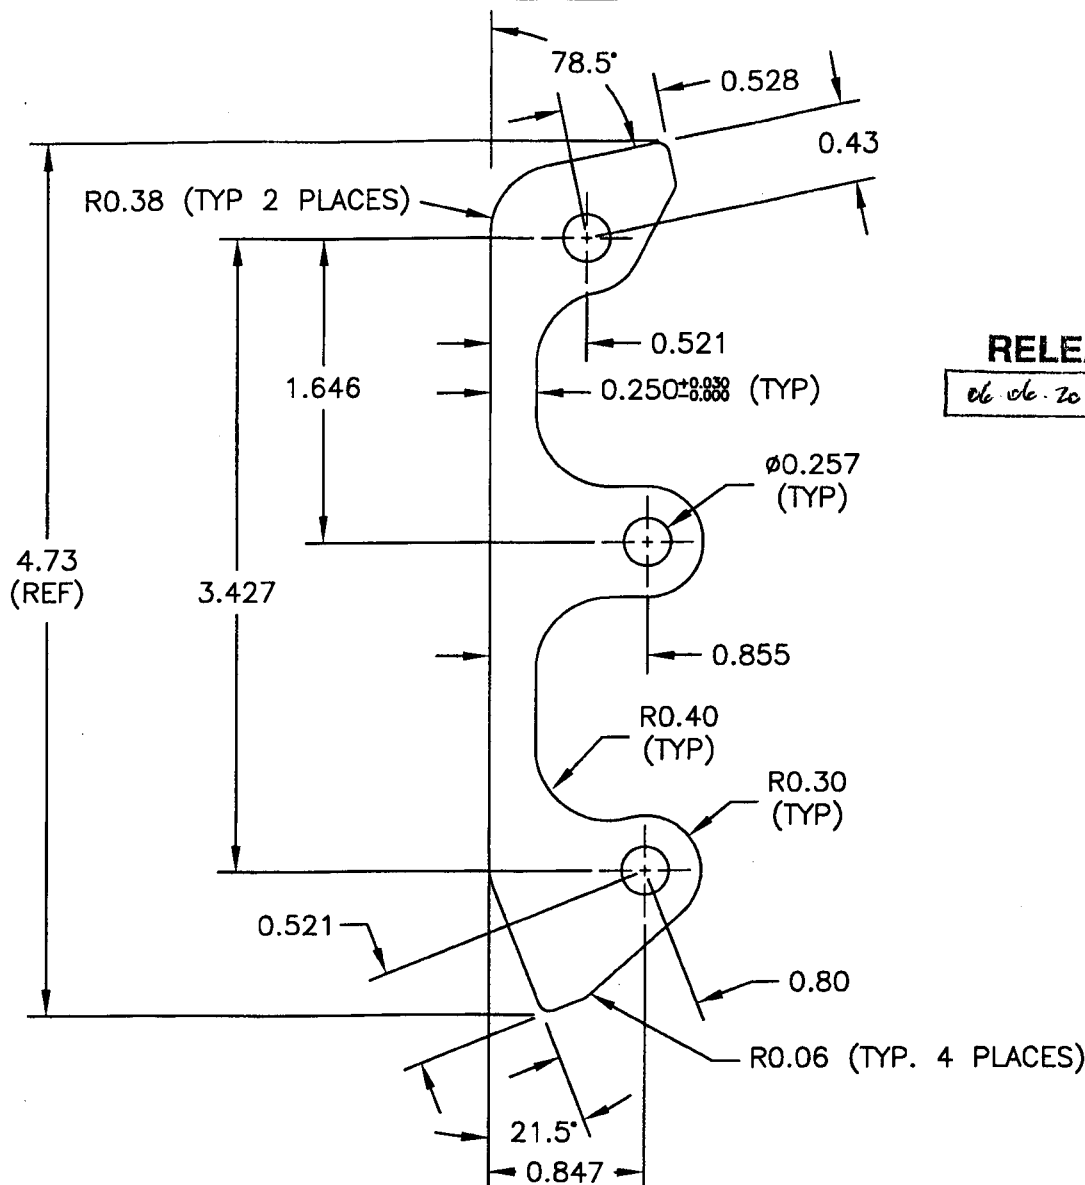 78.5°
0.528
0.43
R0.38 (TYP 2 PLACES)
0.521
1.646
0.250+0.030 -0.000 (TYP)
ø0.257
(TYP)
4.73
(REF)
3.427
0.855
R0.40
(TYP)
R0.30
(TYP)
0.521
0.80
R0.06 (TYP. 4 PLACES)
21.5°
0.847